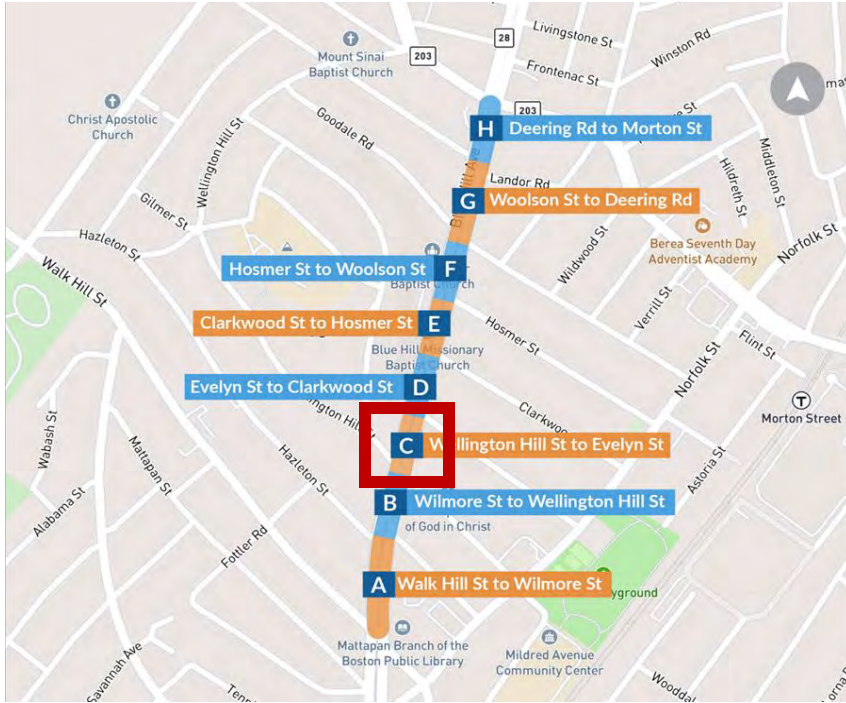 Livingstone St
28
Winston Rd
Mount Sinai
Baptist Church
203
Frontenac St
Christ Apostolic
Church
Goodale Rd
203
H Deering Rd to Morton St
Wellington Hill St
Middleton St
Hildreth St
Landor Rd
G Woolson St to Deering Rd
Gilmer St
Hazleton St
Berea Seventh Day
Adventist Academy
Norfolk St
Walk Hill St
Wildwood St
Hosmer St to Woolson St F
Baptist Church
Verrill St
Clarkwood St to Hosmer St E
Hosmer St
Flint St
Blue Hill Missionary
Baptist Church
Norfolk St
Evelyn St to Clarkwood St D
T
Morton Street
Wabash St
Mattapan St
C Wellington Hill St to Evelyn St
Hazleton St
Astoria St
Alabama St
B Wilmore St to Wellington Hill St
of God in Christ
Fottler Rd
A Walk Hill St to Wilmore St
Mattapan Branch of the
Boston Public Library
Mildred Avenue
Community Center
Savannah Ave